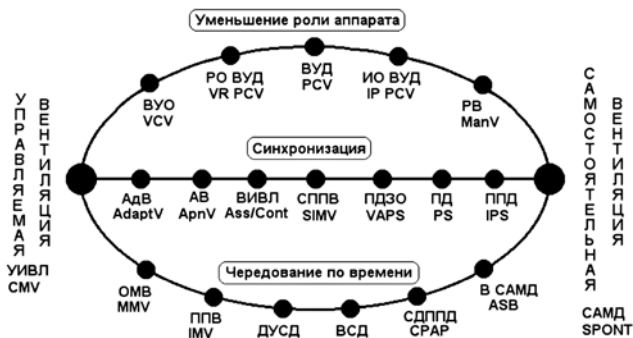 Уменьшение роли аппарата
ВУО
VCV
РО ВУД
VR PCV
ВУД
PCV
ИО ВУД
IP PCV
РВ
ManV
УПРАВЛЯЕМАЯ
ВЕНТИЛЯЦИЯ
УИВЛ
CMV
Синхронизация
АдВ
AdaptV
АВ
ApnV
ВИВЛ
Ass/Cont
СППВ
SIMV
ПДЗО
VAPS
ПД
PS
ППД
IPS
САМОСТОЯТЕЛЬНАЯ
ВЕНТИЛЯЦИЯ
САМД
SPONT
Чередование по времени
ОМВ
MMV
ППВ
IMV
ДУСД
ВСД
СДППД
CPAP
В САМД
ASB